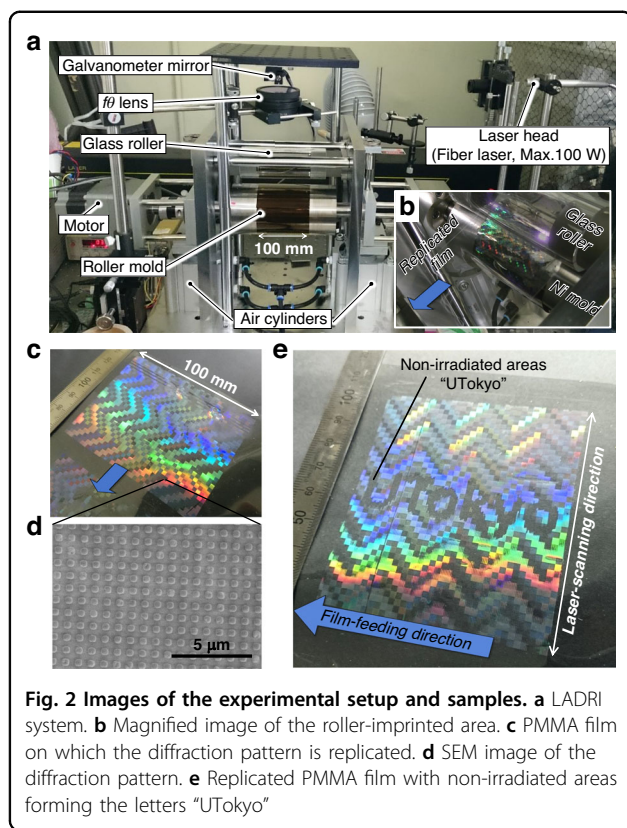 a
Galvanometer mirror
fθ lens
Glass roller
Motor
Roller mold
100 mm
Air cylinders
Laser head
(Fiber laser, Max.100 W)
b
Replicated
film
Glass
roller
Ni mold
c
100 mm
d
5 μm
e
Non-irradiated areas
“UTokyo”
UTokyo
Film-feeding direction
Laser-scanning direction
Fig. 2 Images of the experimental setup and samples. a LADRI
system. b Magnified image of the roller-imprinted area. c PMMA film
on which the diffraction pattern is replicated. d SEM image of the
diffraction pattern. e Replicated PMMA film with non-irradiated areas
forming the letters “UTokyo”